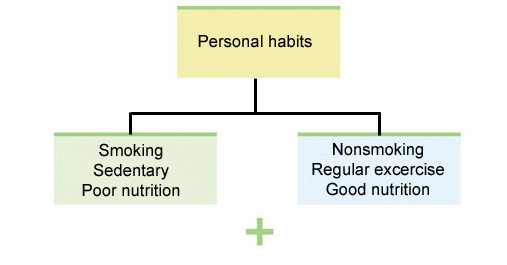 Personal habits
Smoking
Sedentary
Poor nutrition
Nonsmoking
Regular excercise
Good nutrition
+